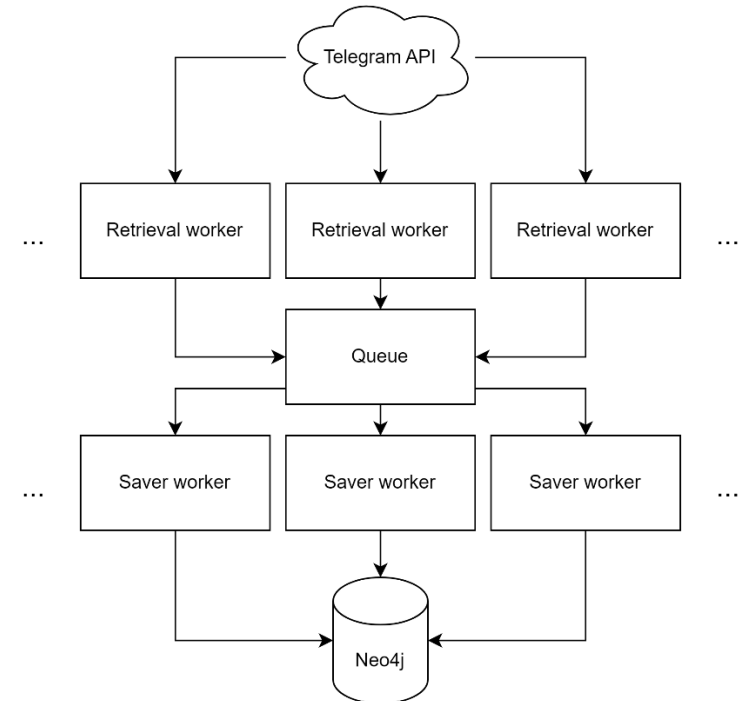 Telegram API
... Retrieval worker Retrieval worker Retrieval worker ...
Queue
... Saver worker Saver worker Saver worker ...
Neo4j